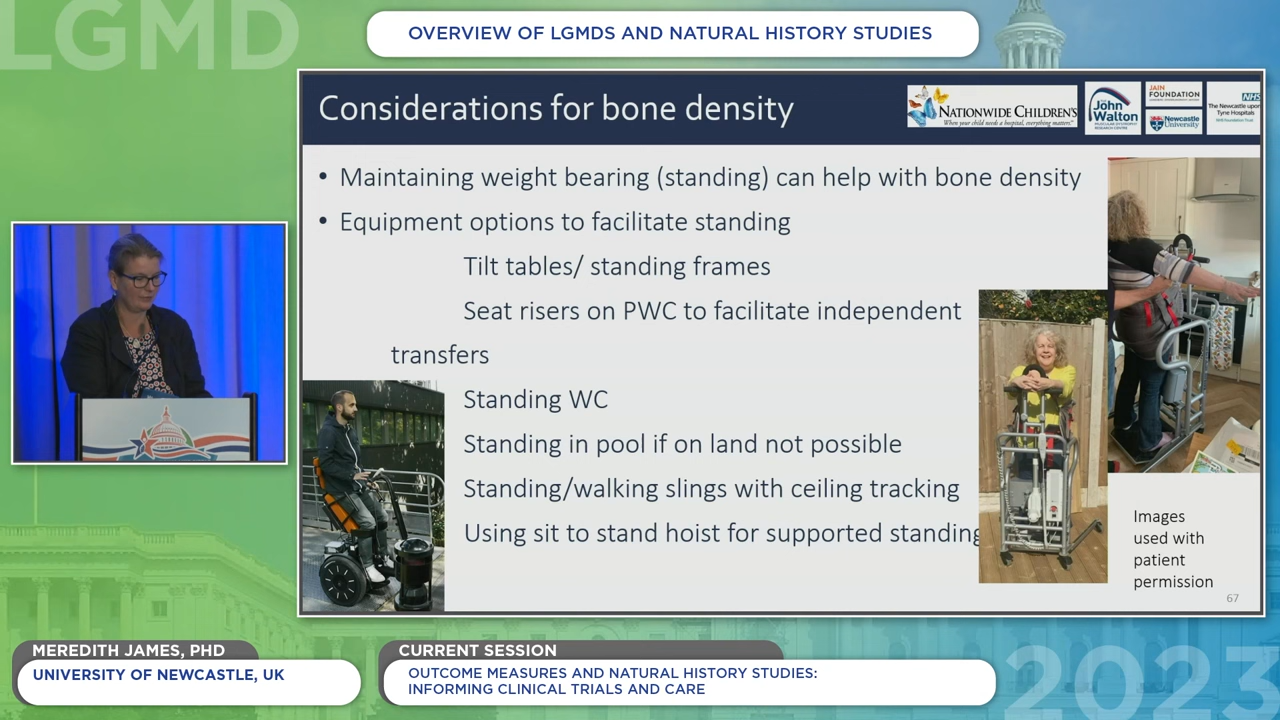 LGMD
OVERVIEW OF LGMDS AND NATURAL HISTORY STUDIES
Considerations for bone density
NATIONWIDE CHILDREN'S
When your child needs a hospital, everything matters.
The
John
Walton
JAIN
FOUNDATION
Newcastle
University
NHS
The Newcastle upon
Tyne Hospitals
NHS Foundation Trust
• Maintaining weight bearing (standing) can help with bone density
• Equipment options to facilitate standing
Tilt tables/ standing frames
Seat risers on PWC to facilitate independent
transfers
Standing WC
Standing in pool if on land not possible
Standing/walking slings with ceiling tracking
Using sit to stand hoist for supported standing
Images
used with
patient
permission
67
MEREDITH JAMES, PHD
UNIVERSITY OF NEWCASTLE, UK
CURRENT SESSION
OUTCOME MEASURES AND NATURAL HISTORY STUDIES:
INFORMING CLINICAL TRIALS AND CARE
2023